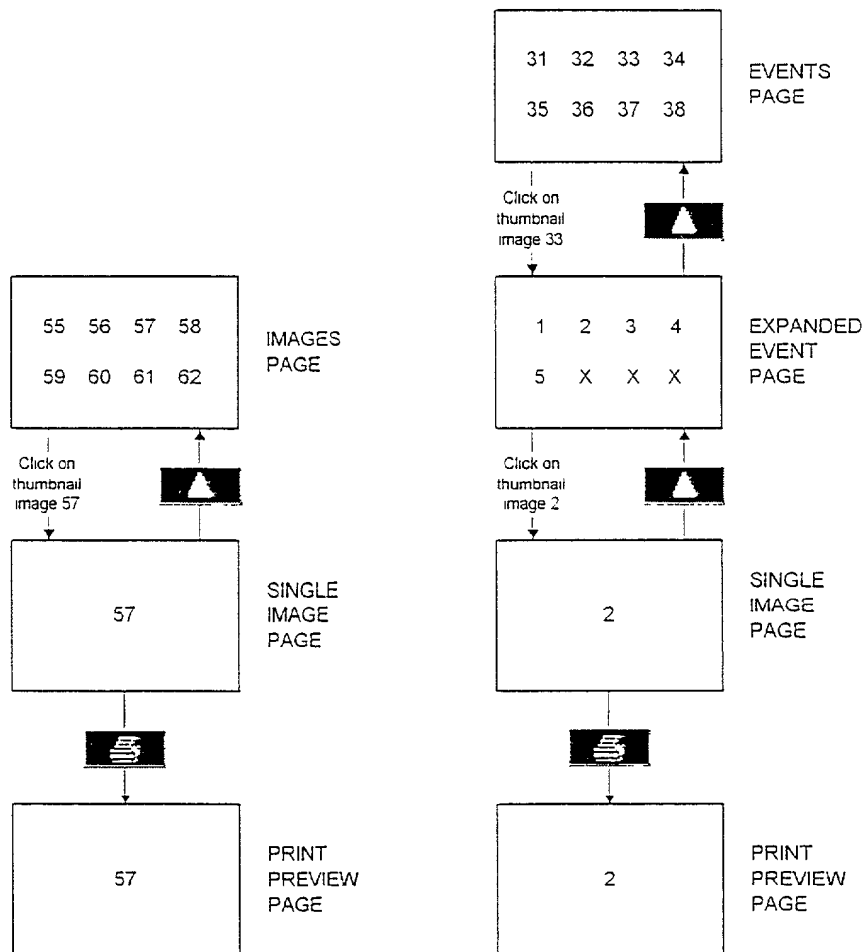 31 32 33 34
35 36 37 38
EVENTS
PAGE
Click on
thumbnail
image 33
55 56 57 58
59 60 61 62
IMAGES
PAGE
1 2 3 4
5 X X X
EXPANDED
EVENT
PAGE
Click on
thumbnail
image 57
Click on
thumbnail
image 2
57
SINGLE
IMAGE
PAGE
2
SINGLE
IMAGE
PAGE
57
PRINT
PREVIEW
PAGE
2
PRINT
PREVIEW
PAGE